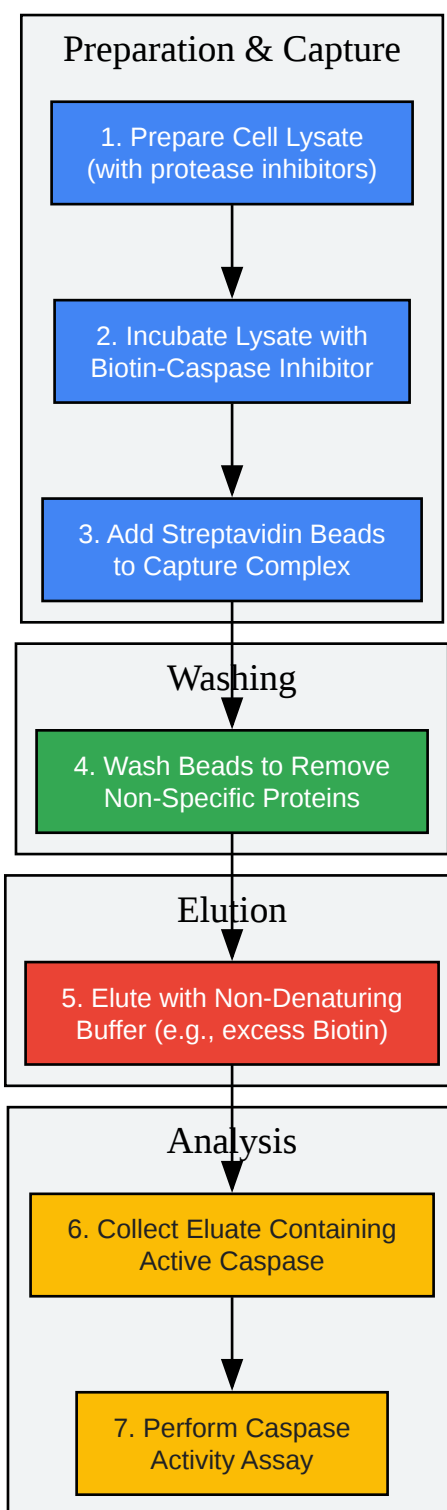 Preparation & Capture
1. Prepare Cell Lysate
(with protease inhibitors)
2. Incubate Lysate with
Biotin-Caspase Inhibitor
3. Add Streptavidin Beads
to Capture Complex
Washing
4. Wash Beads to Remove
Non-Specific Proteins
Elution
5. Elute with Non-Denaturing
Buffer (e.g., excess Biotin)
Analysis
6. Collect Eluate Containing
Active Caspase
7. Perform Caspase
Activity Assay